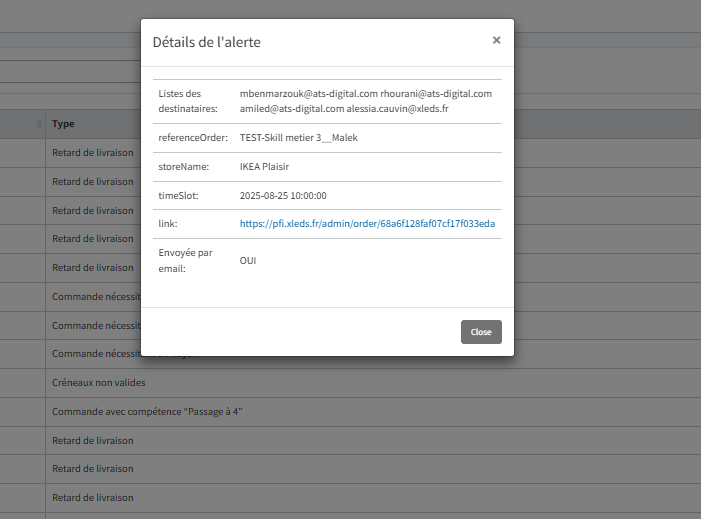 Détails de l'alerte
×
Listes des destinataires:
mbenmarzouk@ats-digital.com rhourani@ats-digital.com
amiled@ats-digital.com alessia.cauvin@xleds.fr
referenceOrder: TEST-Skill metier 3__Malek
storeName: IKEA Plaisir
timeSlot: 2025-08-25 10:00:00
link: https://pfi.xleds.fr/admin/order/68a6f128faf07cf17f033eda
Envoyée par email: OUI
Close
Type
Retard de livraison
Retard de livraison
Retard de livraison
Retard de livraison
Retard de livraison
Commande nécessit
Commande nécessit
Commande nécessit
Créneaux non valides
Commande avec compétence "Passage à 4"
Retard de livraison
Retard de livraison
Retard de livraison